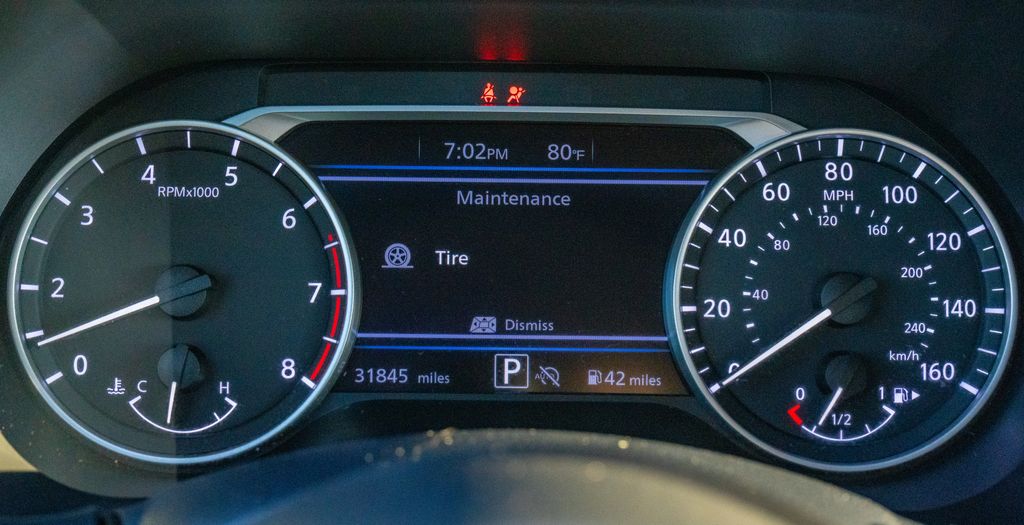 7:02PM 80°F
Maintenance
Tire
Dismiss
31845 miles P AUTO 42 miles
0 2 3 4 5 6 7 8
RPMx1000
C H
0 20 40 60 80 100 120 140 160
MPH
40 80 120 160 200 240
km/h
0 1/2 1